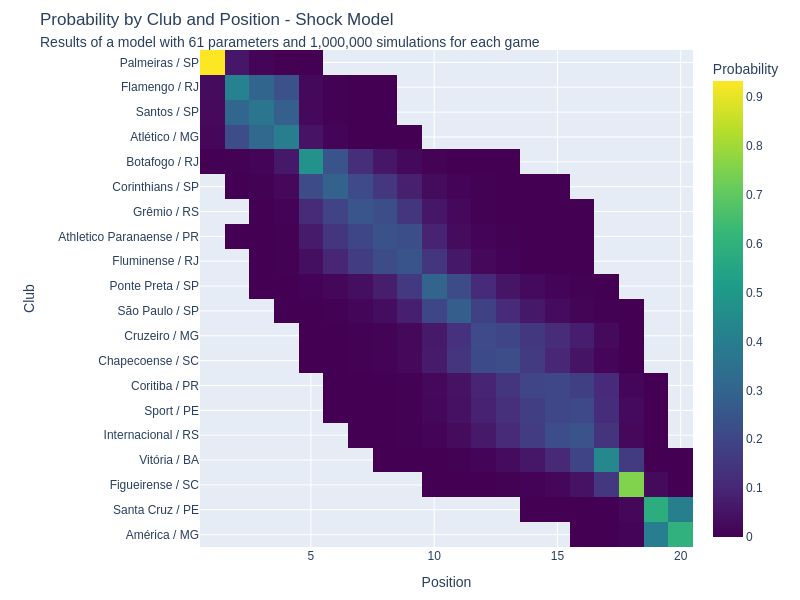 Probability by Club and Position - Shock Model
Results of a model with 61 parameters and 1,000,000 simulations for each game
Probability
Palmeiras / SP
Flamengo / RJ
Santos / SP
Atlético / MG
Botafogo / RJ
Corinthians / SP
Grêmio / RS
Athletico Paranaense / PR
Fluminense / RJ
Ponte Preta / SP
São Paulo / SP
Cruzeiro / MG
Chapecoense / SC
Coritiba / PR
Sport / PE
Internacional / RS
Vitória / BA
Figueirense / SC
Santa Cruz / PE
América / MG
Club
0.9
0.8
0.7
0.6
0.5
0.4
0.3
0.2
0.1
0
5 10 15 20
Position